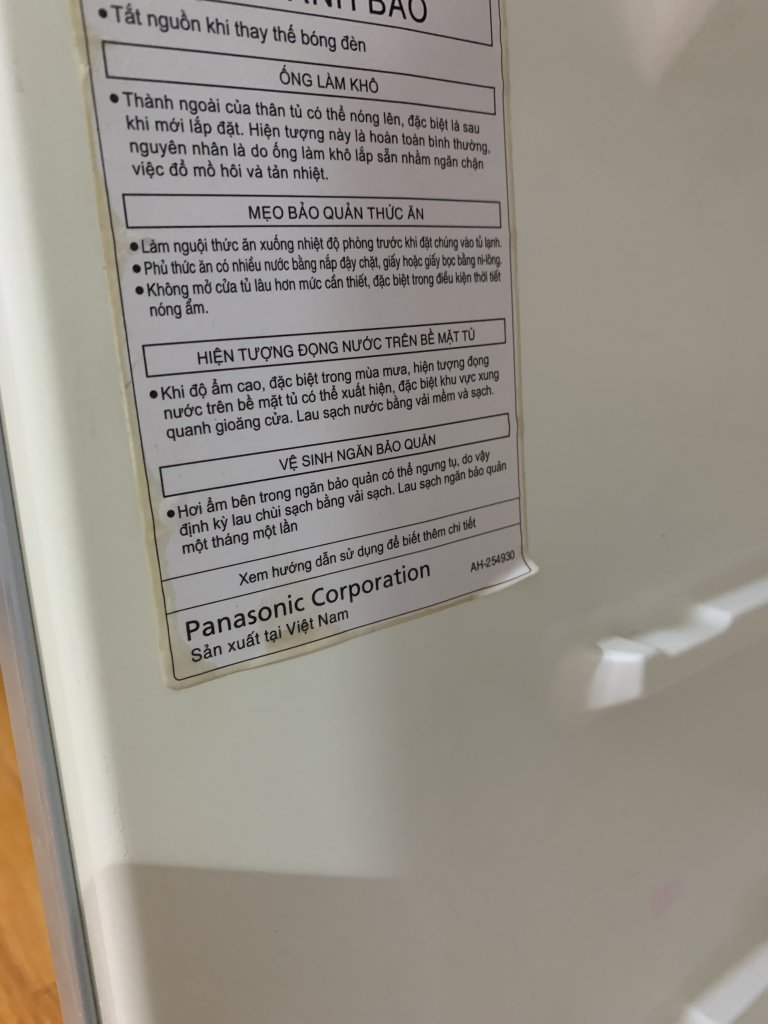 ẢNH BÁO
• Tắt nguồn khi thay thế bóng đèn
ỐNG LÀM KHÔ
• Thành ngoài của thân tủ có thể nóng lên, đặc biệt là sau
khi mới lắp đặt. Hiện tượng này là hoàn toàn bình thường,
nguyên nhân là do ống làm khô lắp sẵn nhằm ngăn chặn
việc đổ mồ hôi và tản nhiệt.
MẸO BẢO QUẢN THỨC ĂN
• Làm nguội thức ăn xuống nhiệt độ phòng trước khi đặt chúng vào tủ lạnh.
• Phủ thức ăn có nhiều nước bằng nắp đậy chặt, giấy hoặc giấy bọc bằng ni-lông.
• Không mở cửa tủ lâu hơn mức cần thiết, đặc biệt trong điều kiện thời tiết
nóng ẩm.
HIỆN TƯỢNG ĐỌNG NƯỚC TRÊN BỀ MẶT TỦ
• Khi độ ẩm cao, đặc biệt trong mùa mưa, hiện tượng đọng
nước trên bề mặt tủ có thể xuất hiện, đặc biệt khu vực xung
quanh gioăng cửa. Lau sạch nước bằng vải mềm và sạch.
VỆ SINH NGĂN BẢO QUẢN
• Hơi ẩm bên trong ngăn bảo quản có thể ngưng tụ, do vậy
định kỳ lau chùi sạch bằng vải sạch. Lau sạch ngăn bảo quản
một tháng một lần
Xem hướng dẫn sử dụng để biết thêm chi tiết
Panasonic Corporation AH-254930
Sản xuất tại Việt Nam